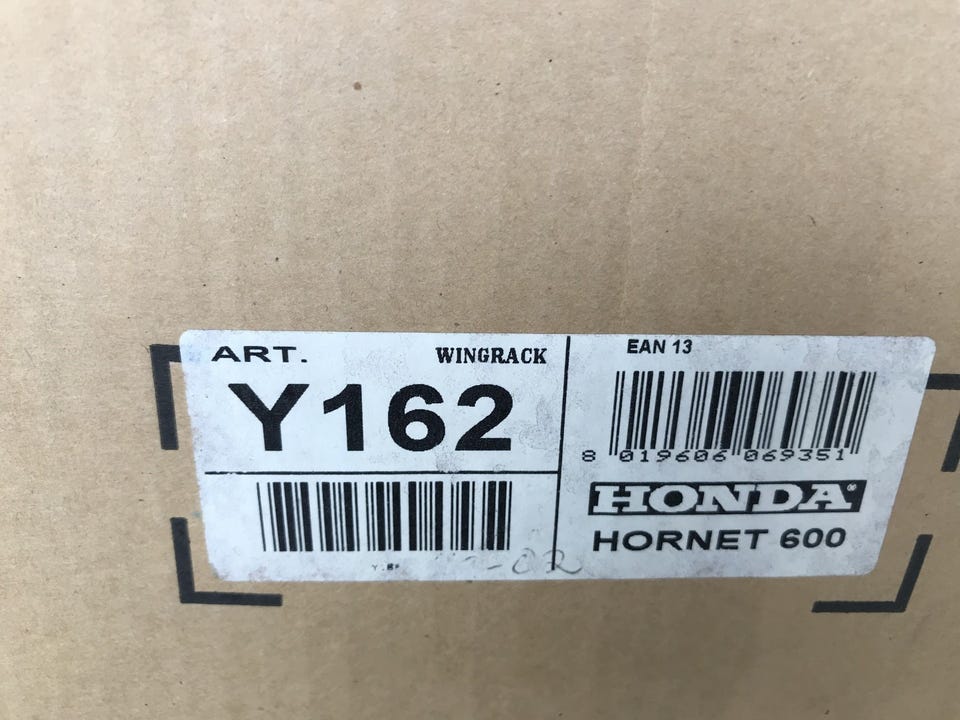 ART. WINGRACK
Y162
EAN 13
8 019606 069351
HONDA®
HORNET 600